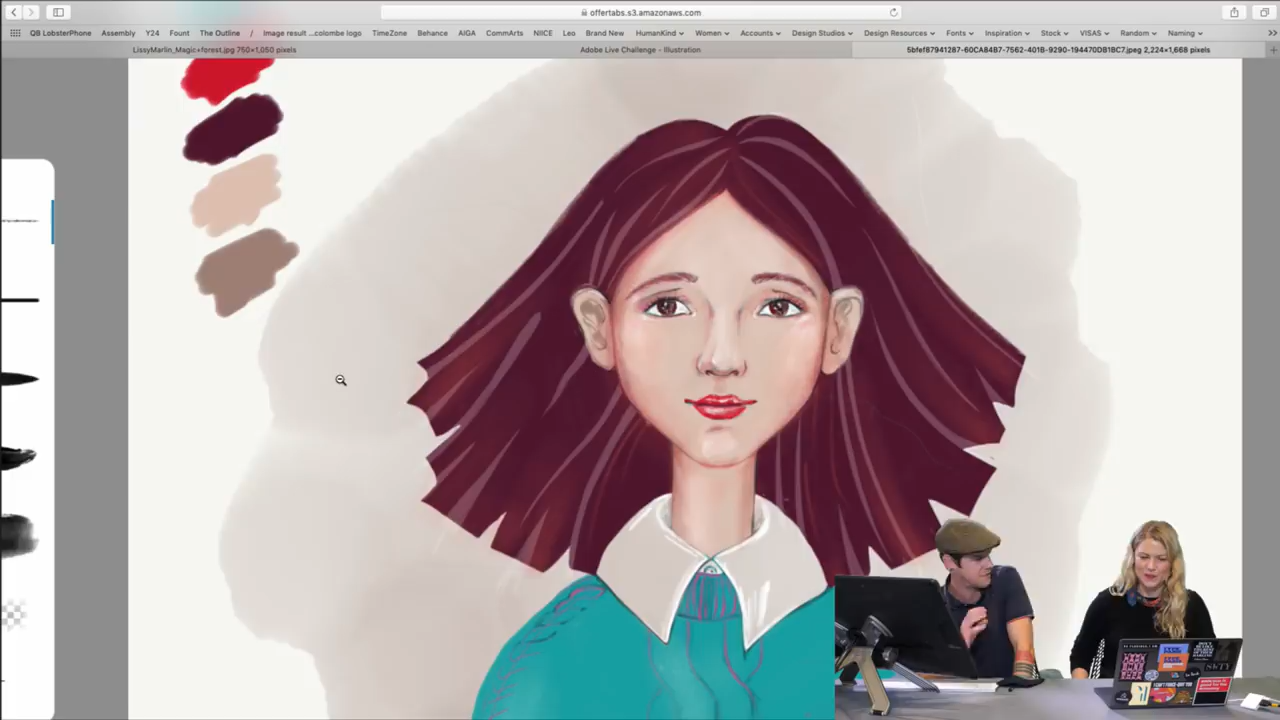 offertabs.s3.amazonaws.com
QB LobsterPhone Assembly Y24 Fount The Outline / Image result ...colombe logo TimeZone Behance AIGA CommArts NIICE Leo Brand New HumanKind Women Accounts Design Studios Design Resources Fonts Inspiration Stock VISAS Random Naming
LissyMarlin_Magic+forest.jpg 750×1,050 pixels Adobe Live Challenge - Illustration 5bfef87941287-60CA84B7-7562-401B-9290-194470DB1BC7.jpeg 2,224×1,668 pixels